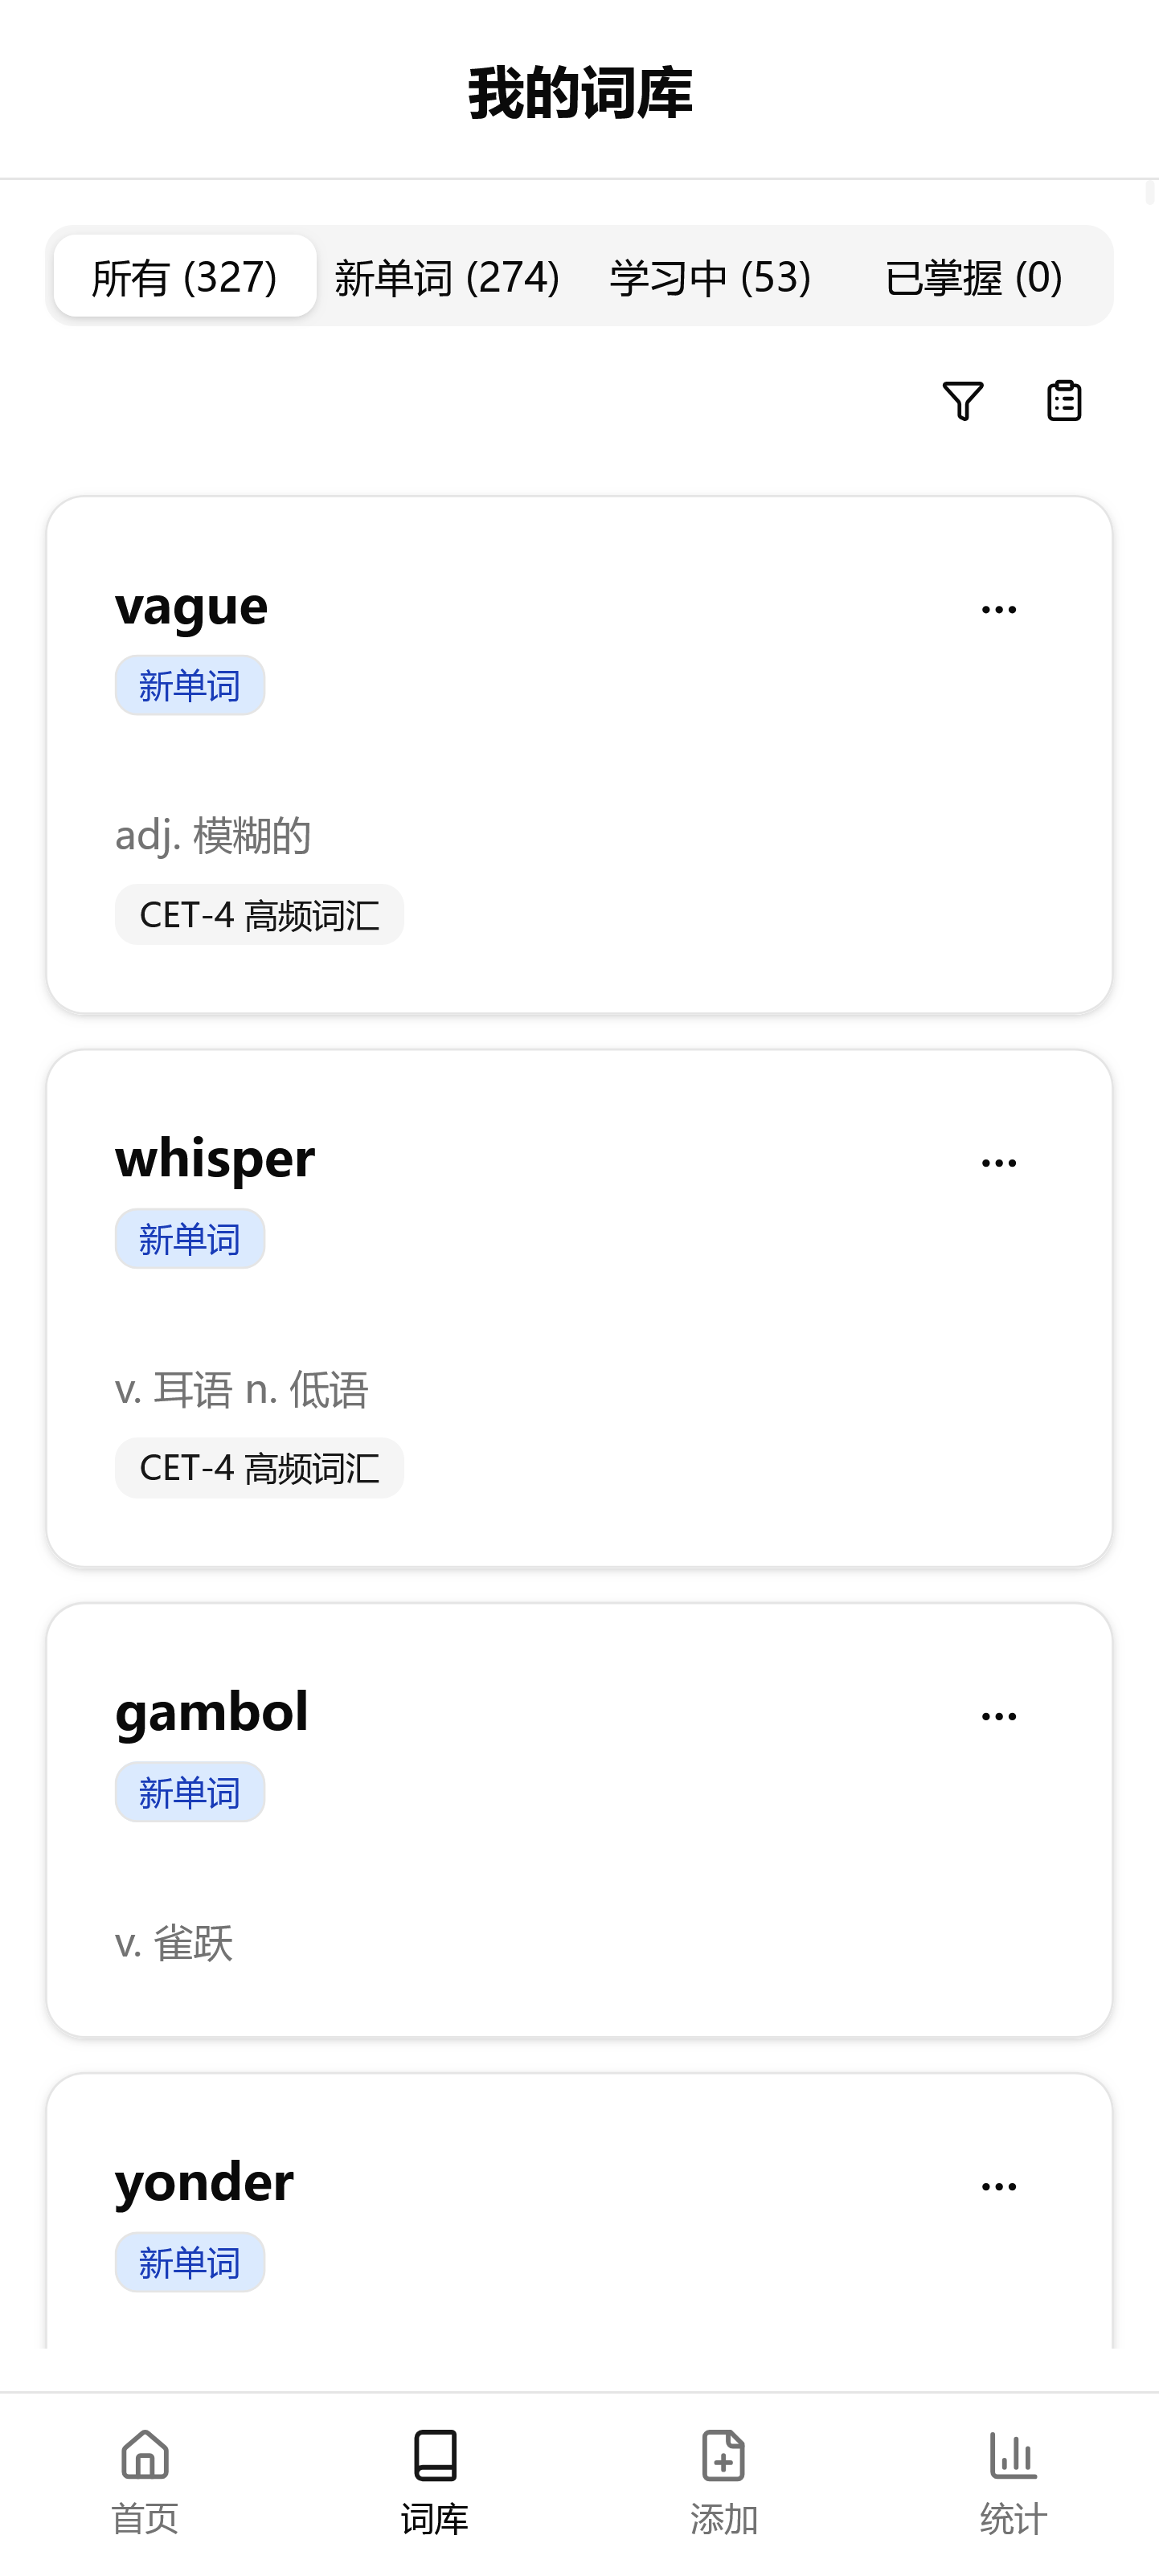 我的词库
所有 (327) 新单词 (274) 学习中 (53) 已掌握 (0)
vague
新单词
adj. 模糊的
CET-4 高频词汇
whisper
新单词
v. 耳语 n. 低语
CET-4 高频词汇
gambol
新单词
v. 雀跃
yonder
新单词
首页 词库 添加 统计